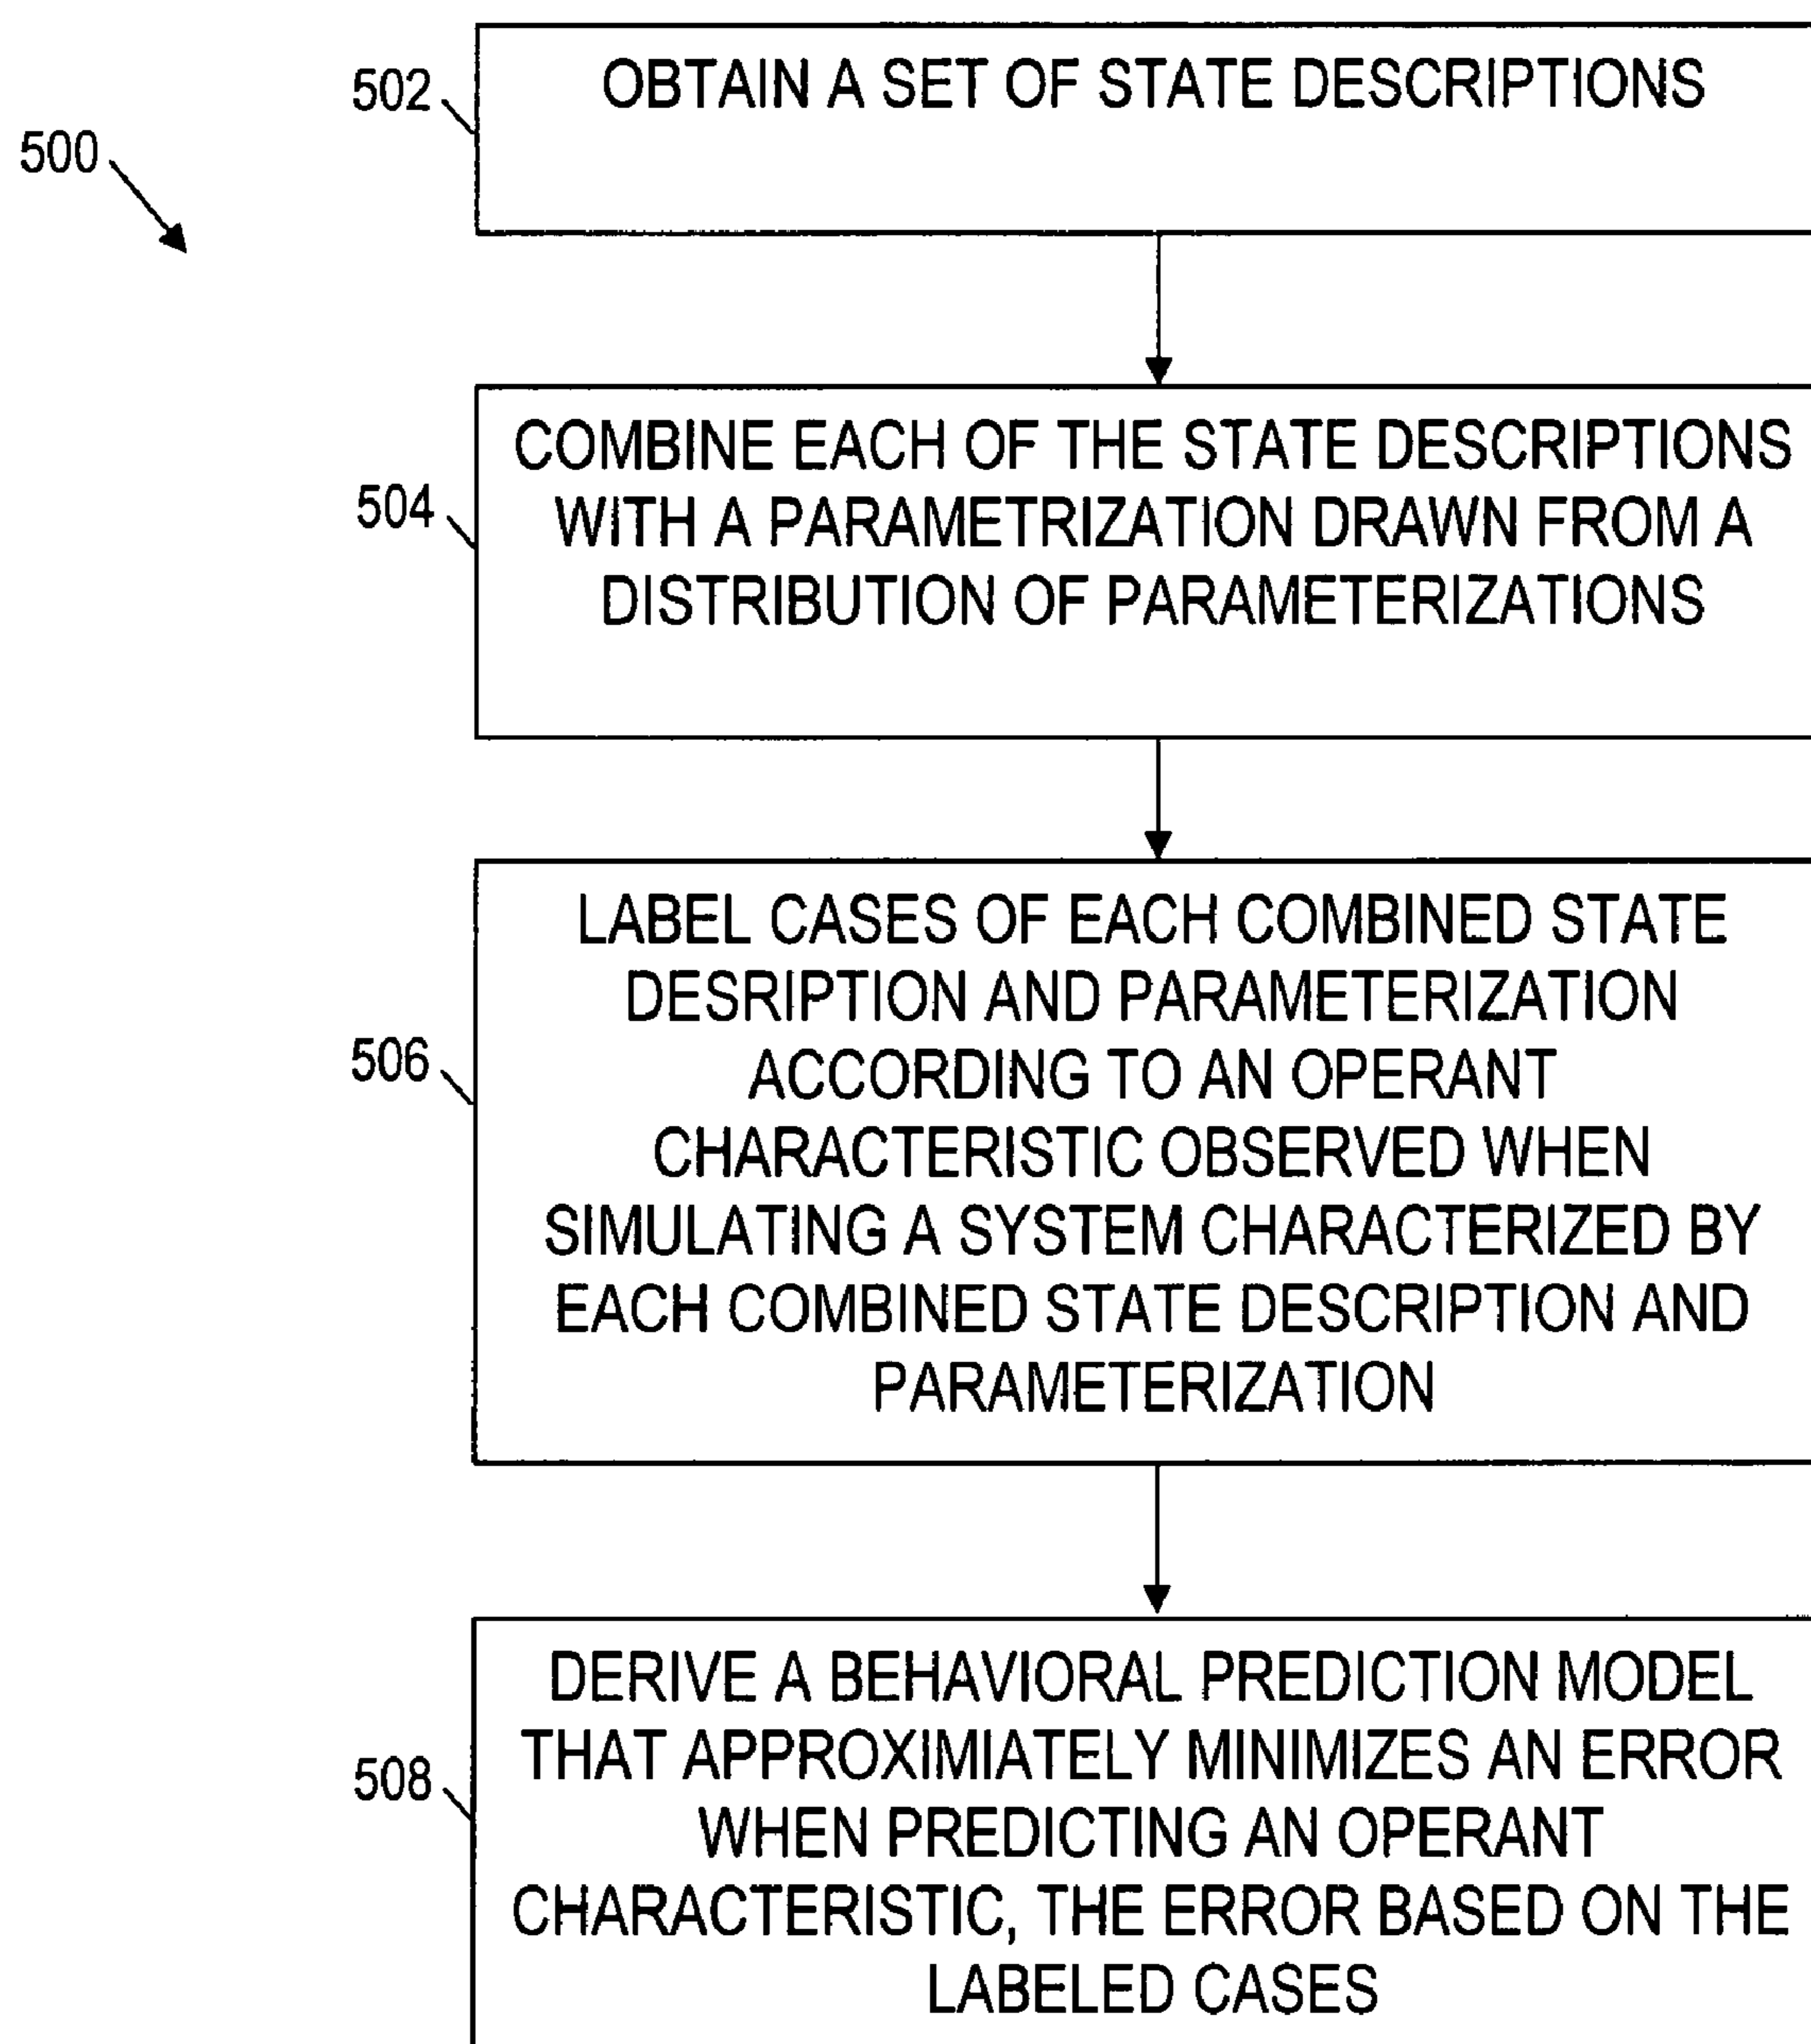 500
502
OBTAIN A SET OF STATE DESCRIPTIONS
504
COMBINE EACH OF THE STATE DESCRIPTIONS
WITH A PARAMETRIZATION DRAWN FROM A
DISTRIBUTION OF PARAMETERIZATIONS
506
LABEL CASES OF EACH COMBINED STATE
DESRIPTION AND PARAMETERIZATION
ACCORDING TO AN OPERANT
CHARACTERISTIC OBSERVED WHEN
SIMULATING A SYSTEM CHARACTERIZED BY
EACH COMBINED STATE DESCRIPTION AND
PARAMETERIZATION
508
DERIVE A BEHAVIORAL PREDICTION MODEL
THAT APPROXIMIATELY MINIMIZES AN ERROR
WHEN PREDICTING AN OPERANT
CHARACTERISTIC, THE ERROR BASED ON THE
LABELED CASES